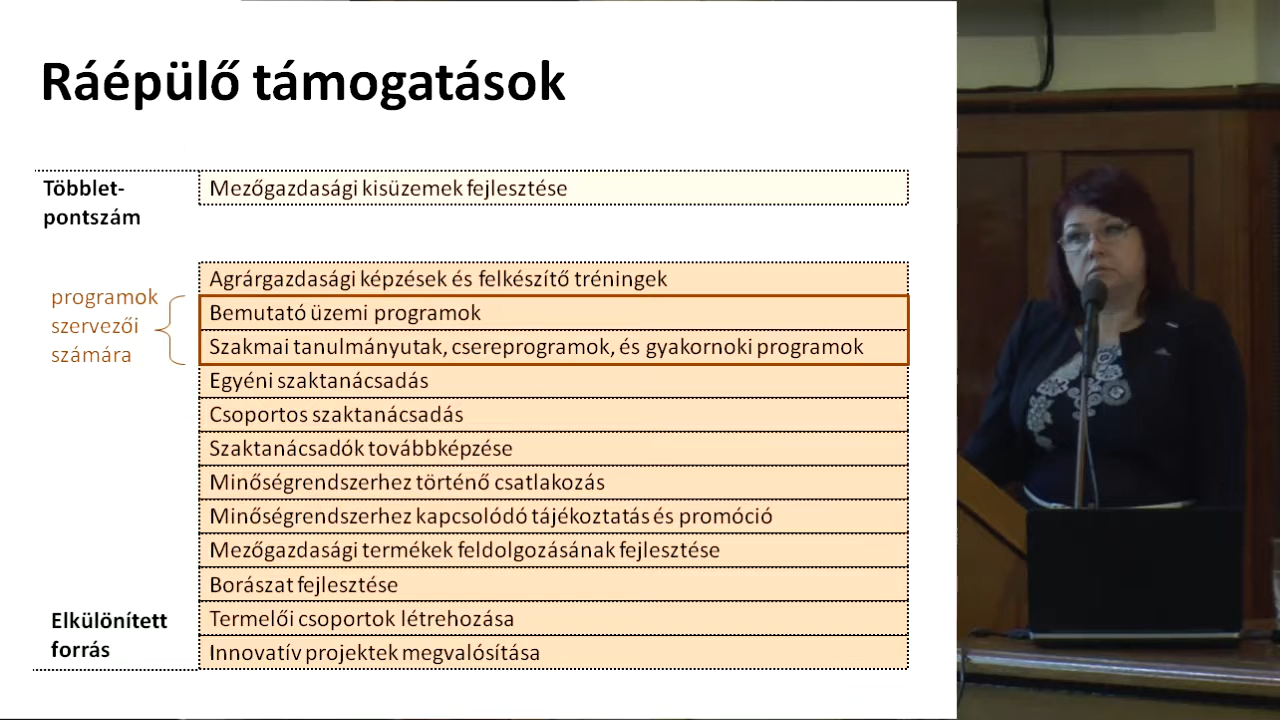 Ráépülő támogatások
Többlet-
pontszám
Mezőgazdasági kisüzemek fejlesztése
Agrárgazdasági képzések és felkészítő tréningek
programok
szervezői
számára
Bemutató üzemi programok
Szakmai tanulmányutak, csereprogramok, és gyakornoki programok
Egyéni szaktanácsadás
Csoportos szaktanácsadás
Szaktanácsadók továbbképzése
Minőségrendszerhez történő csatlakozás
Minőségrendszerhez kapcsolódó tájékoztatás és promóció
Mezőgazdasági termékek feldolgozásának fejlesztése
Borászat fejlesztése
Elkülönített
forrás
Termelői csoportok létrehozása
Innovatív projektek megvalósítása